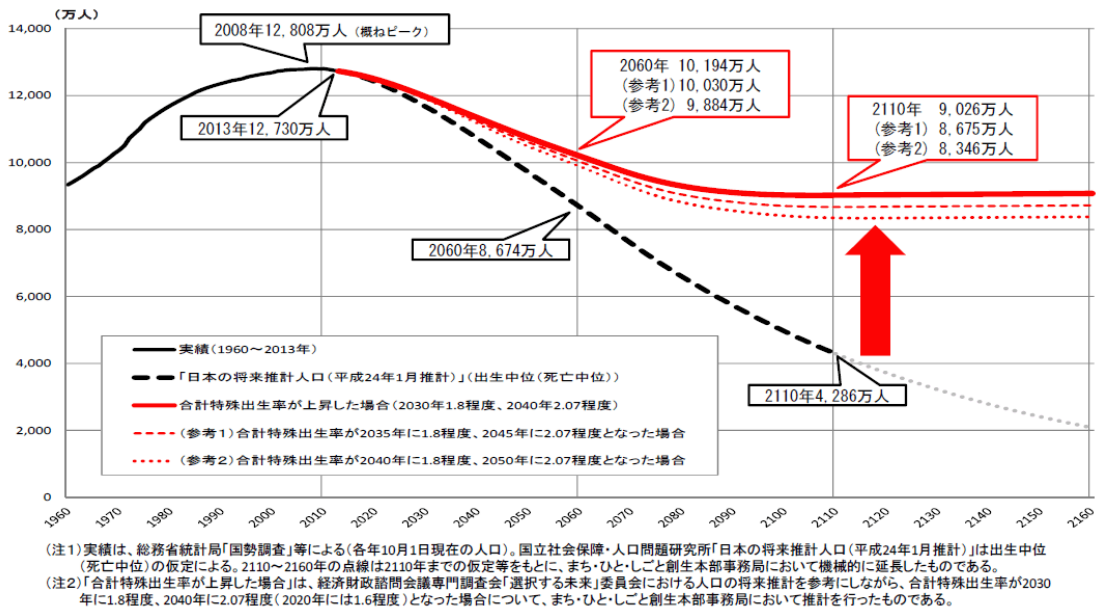 (万人)
14,000
12,000
10,000
8,000
6,000
4,000
2,000
0
2008年12,808万人 (概ねピーク)
2013年12,730万人
2060年 10,194万人
(参考1) 10,030万人
(参考2) 9,884万人
2110年 9,026万人
(参考1) 8,675万人
(参考2) 8,346万人
2060年8,674万人
2110年4,286万人
実績(1960~2013年)
「日本の将来推計人口(平成24年1月推計)」(出生中位(死亡中位))
合計特殊出生率が上昇した場合(2030年1.8程度、2040年2.07程度)
(参考1)合計特殊出生率が2035年に1.8程度、2045年に2.07程度となった場合
(参考2)合計特殊出生率が2040年に1.8程度、2050年に2.07程度となった場合
1960 1970 1980 1990 2000 2010 2020 2030 2040 2050 2060 2070 2080 2090 2100 2110 2120 2130 2140 2150 2160
(注1)実績は、総務省統計局「国勢調査」等による(各年10月1日現在の人口)。国立社会保障・人口問題研究所「日本の将来推計人口(平成24年1月推計)」は出生中位
(死亡中位)の仮定による。2110~2160年の点線は2110年までの仮定等をもとに、まち・ひと・しごと創生本部事務局において機械的に延長したものである。
(注2)「合計特殊出生率が上昇した場合」は、経済財政諮問会議専門調査会「選択する未来」委員会における人口の将来推計を参考にしながら、合計特殊出生率が2030
年に1.8程度、2040年に2.07程度(2020年には1.6程度)となった場合について、まち・ひと・しごと創生本部事務局において推計を行ったものである。